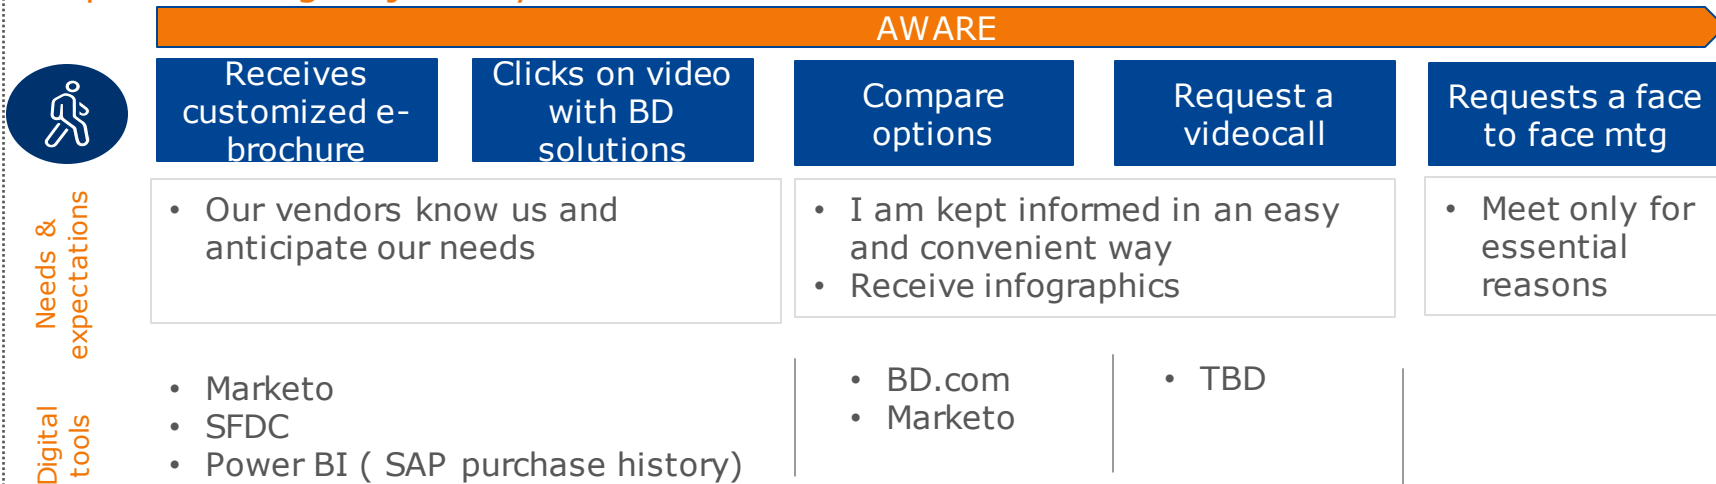 AWARE
Receives
customized e-
brochure
Clicks on video
with BD
solutions
Compare
options
Request a
videocall
Requests a face
to face mtg
Needs &
expectations
• Our vendors know us and
anticipate our needs
• I am kept informed in an easy
and convenient way
• Receive infographics
• Meet only for
essential
reasons
Digital
tools
• Marketo
• SFDC
• Power BI ( SAP purchase history)
• BD.com
• Marketo
• TBD